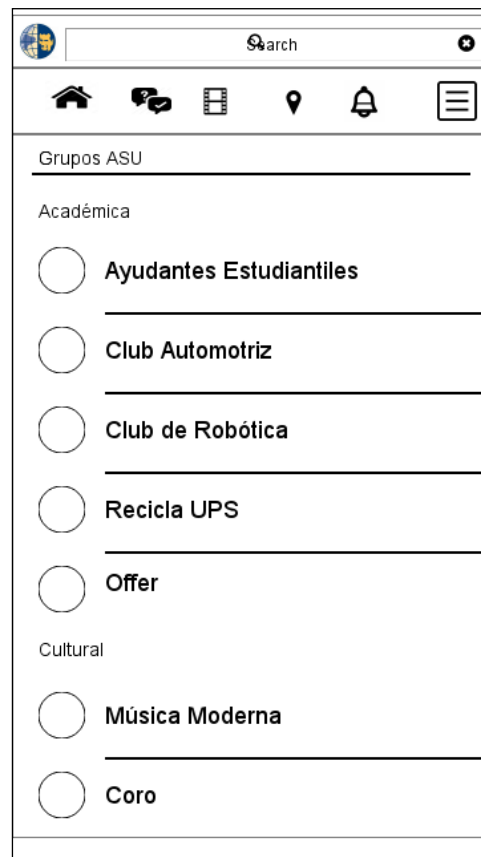 Search
Grupos ASU
Académica
Ayudantes Estudiantiles
Club Automotriz
Club de Robótica
Recicla UPS
Offer
Cultural
Música Moderna
Coro